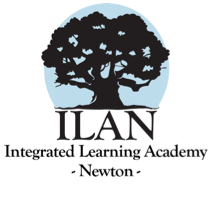 ILAN
Integrated Learning Academy
- Newton -